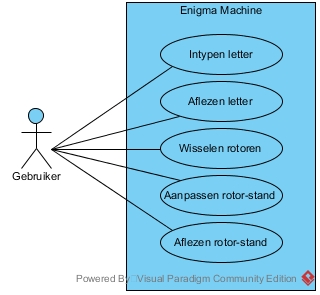 Enigma Machine
Intypen letter
Aflezen letter
Wisselen rotoren
Gebruiker
Aanpassen rotor-stand
Aflezen rotor-stand
Powered By Visual Paradigm Community Edition